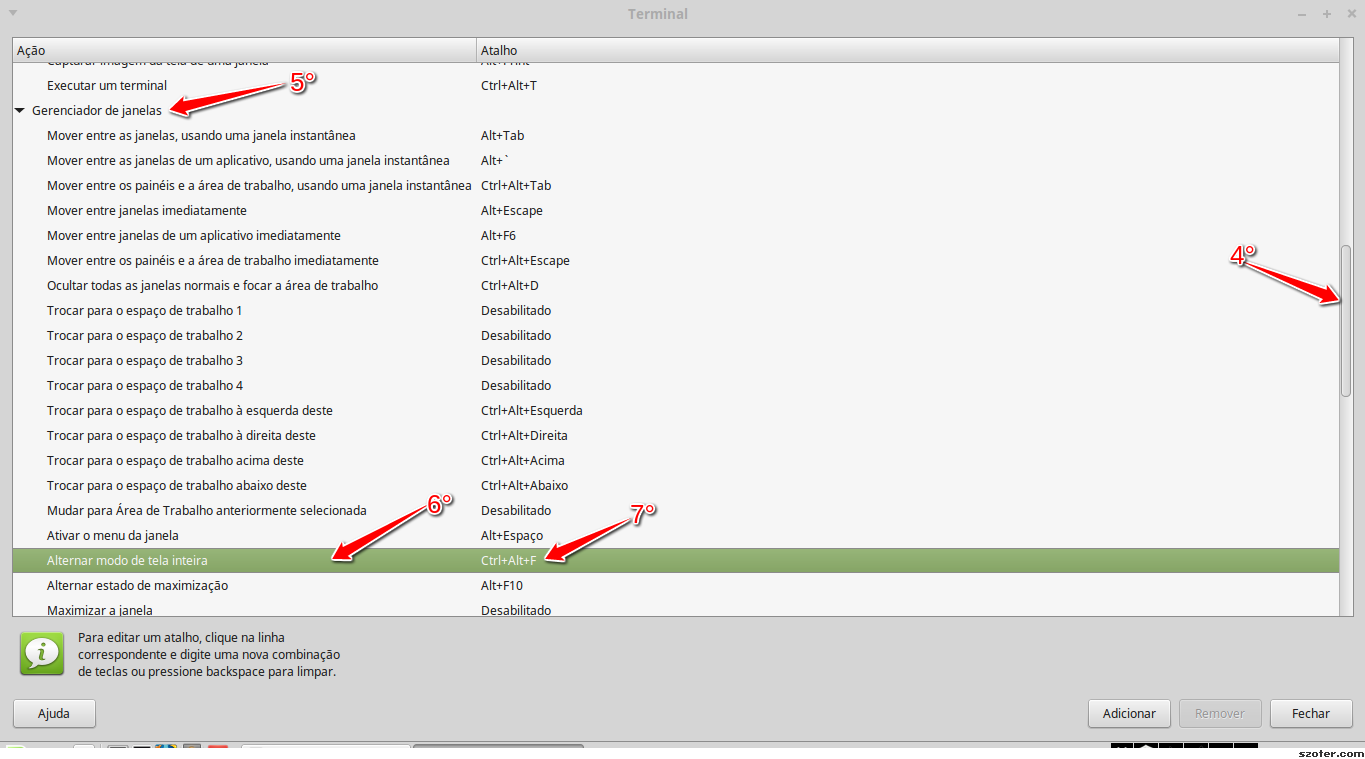 Terminal
Ação Atalho
Capturar imagem da tela de uma janela Alt+Print
Executar um terminal Ctrl+Alt+T
5°
Gerenciador de janelas
Mover entre as janelas, usando uma janela instantânea Alt+Tab
Mover entre as janelas de um aplicativo, usando uma janela instantânea Alt+`
Mover entre os painéis e a área de trabalho, usando uma janela instantânea Ctrl+Alt+Tab
Mover entre janelas imediatamente Alt+Escape
Mover entre janelas de um aplicativo imediatamente Alt+F6
4°
Mover entre os painéis e a área de trabalho imediatamente Ctrl+Alt+Escape
Ocultar todas as janelas normais e focar a área de trabalho Ctrl+Alt+D
Trocar para o espaço de trabalho 1 Desabilitado
Trocar para o espaço de trabalho 2 Desabilitado
Trocar para o espaço de trabalho 3 Desabilitado
Trocar para o espaço de trabalho 4 Desabilitado
Trocar para o espaço de trabalho à esquerda deste Ctrl+Alt+Esquerda
Trocar para o espaço de trabalho à direita deste Ctrl+Alt+Direita
Trocar para o espaço de trabalho acima deste Ctrl+Alt+Acima
Trocar para o espaço de trabalho abaixo deste Ctrl+Alt+Abaixo
6°
Mudar para Área de Trabalho anteriormente selecionada Desabilitado
7°
Ativar o menu da janela Alt+Espaço
Alternar modo de tela inteira Ctrl+Alt+F
Alternar estado de maximização Alt+F10
Maximizar a janela Desabilitado
Para editar um atalho, clique na linha
correspondente e digite uma nova combinação
de teclas ou pressione backspace para limpar.
Ajuda Adicionar Remover Fechar
szoter.com